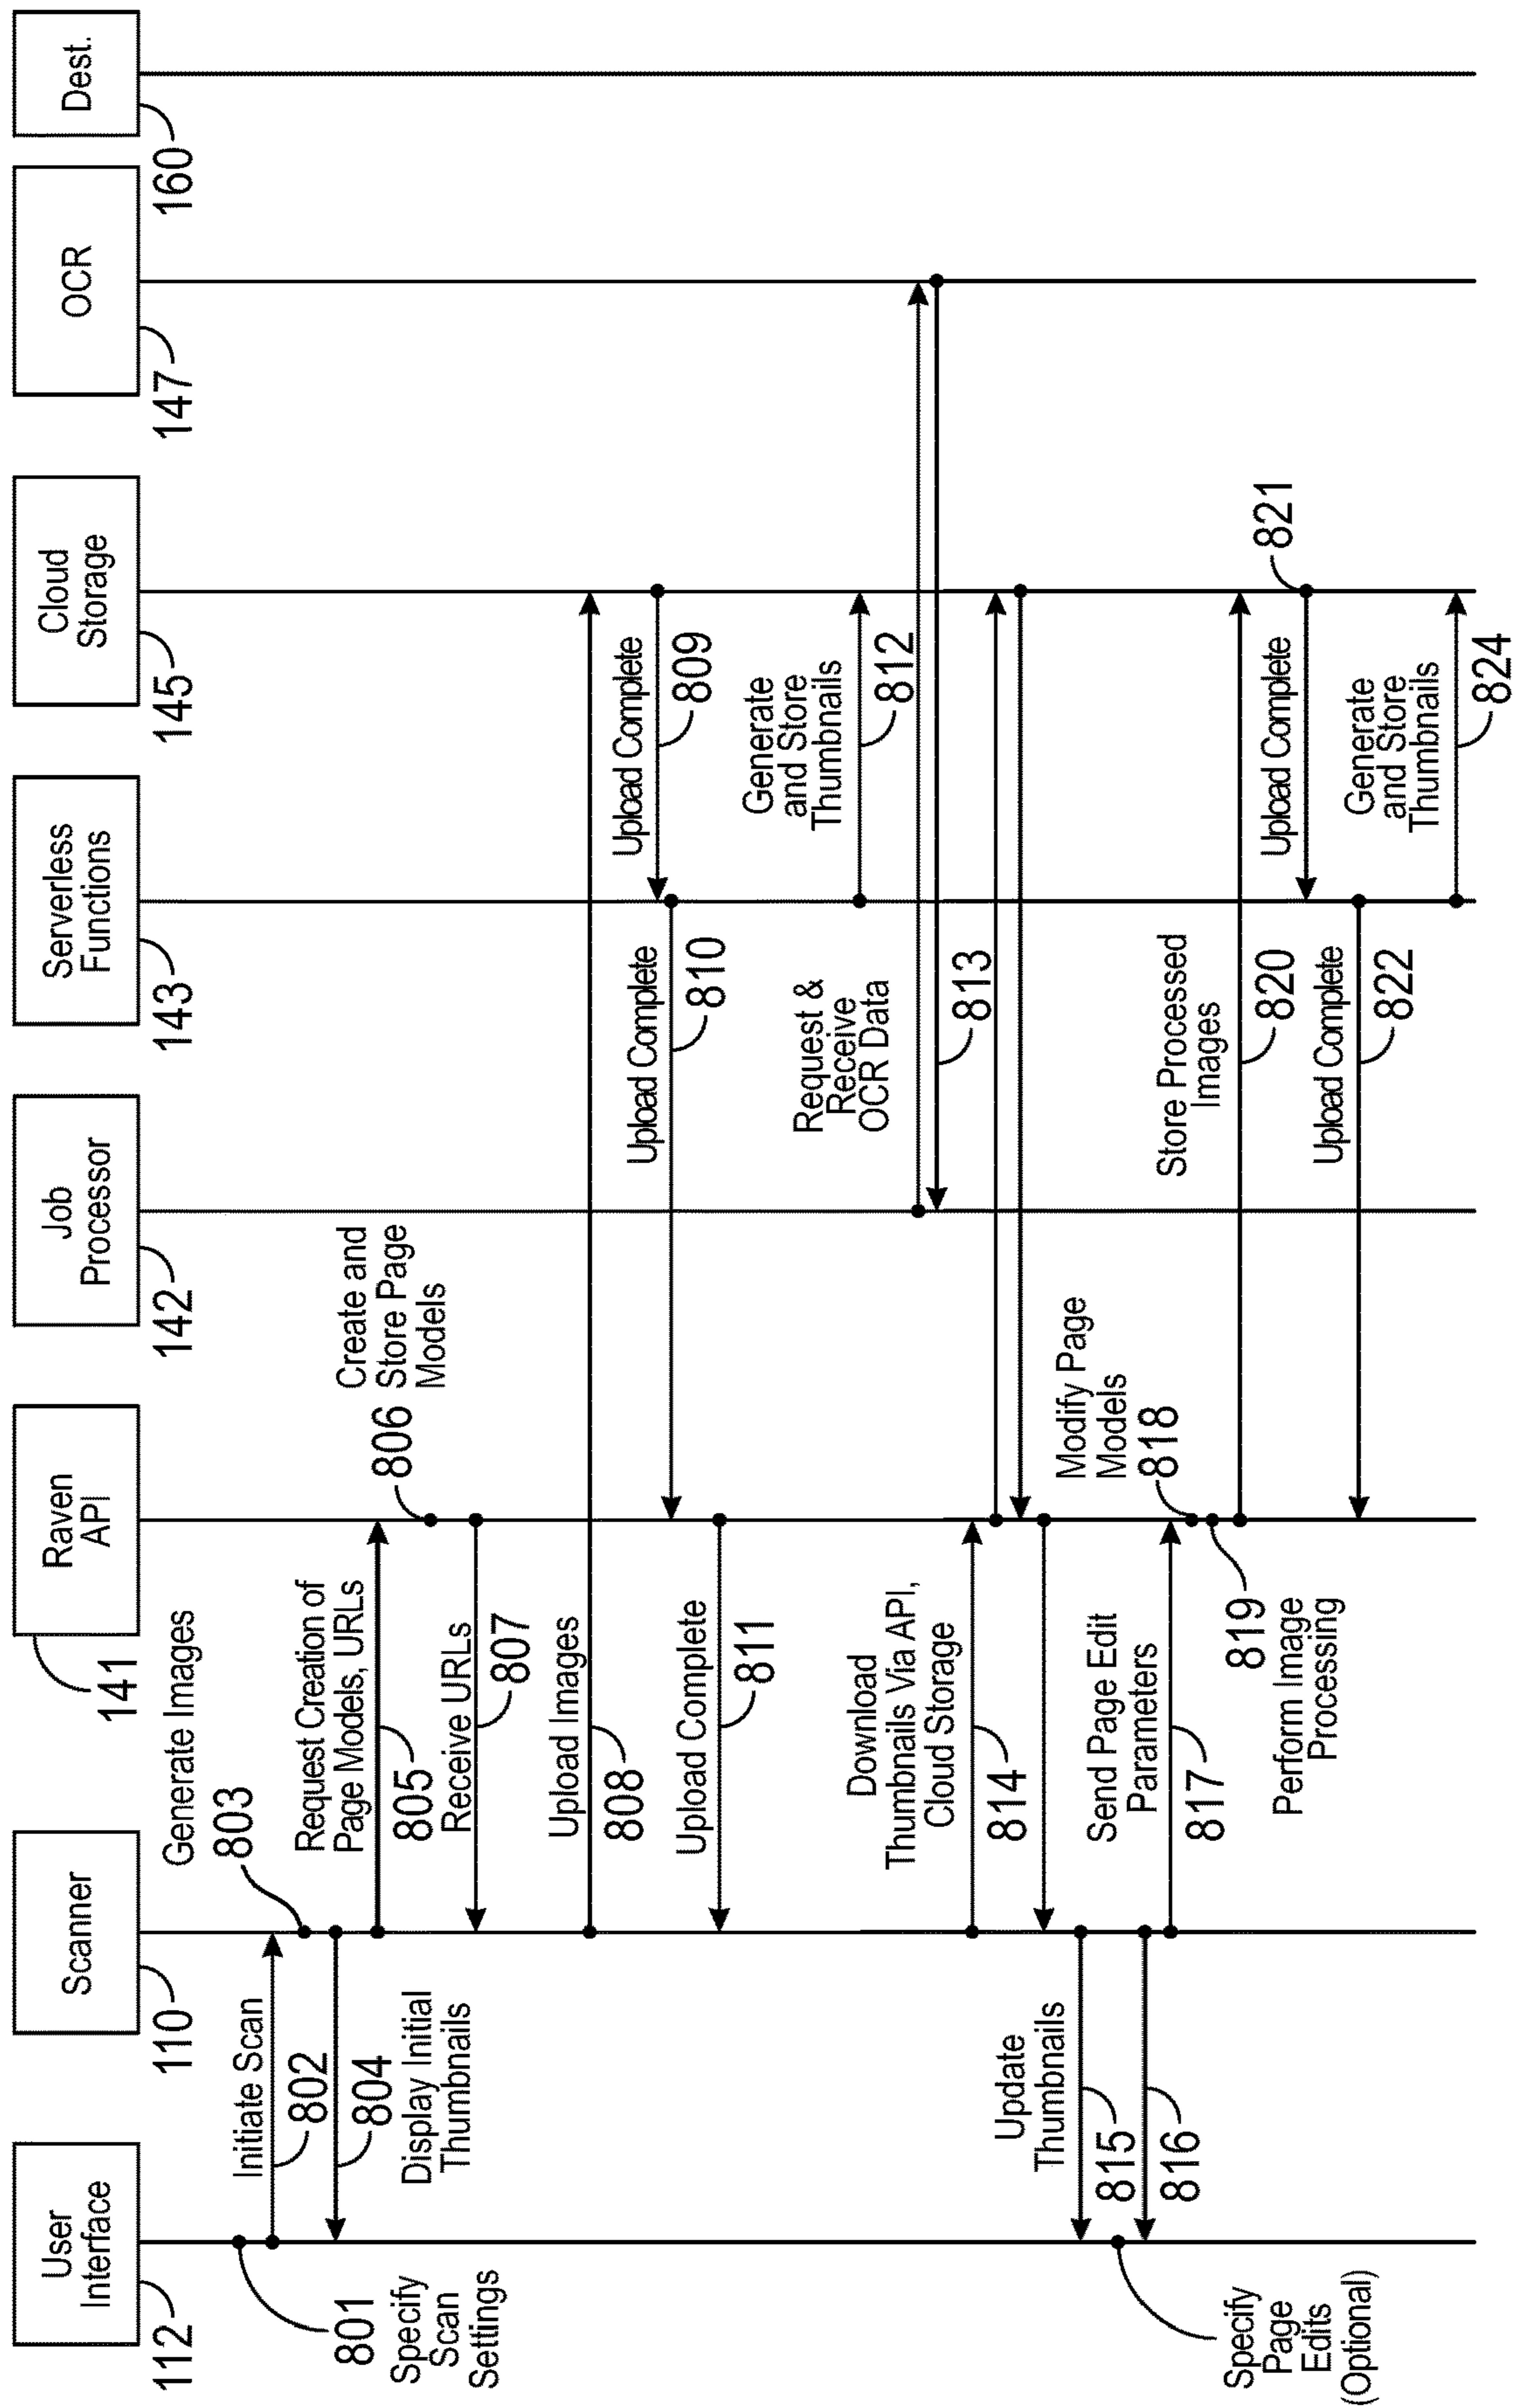 User
Interface
112
Scanner
110
Raven
API
141
Job
Processor
142
Serverless
Functions
143
Cloud
Storage
145
OCR
147
Dest.
160
801
Specify
Scan
Settings
Initiate Scan
802
Generate Images
803
804
Display Initial
Thumbnails
Request Creation of
Page Models, URLs
805
806
Create and
Store Page
Models
Receive URLs
807
Upload Images
808
Upload Complete
809
Upload Complete
810
Upload Complete
811
Generate
and Store
Thumbnails
812
Request &
Receive
OCR Data
813
Download
Thumbnails Via API,
Cloud Storage
814
Update
Thumbnails
815
816
Specify
Page
Edits
(Optional)
Send Page Edit
Parameters
817
Modify Page
Models
818
819
Perform Image
Processing
Store Processed
Images
820
821
Upload Complete
Upload Complete
822
Generate
and Store
Thumbnails
824